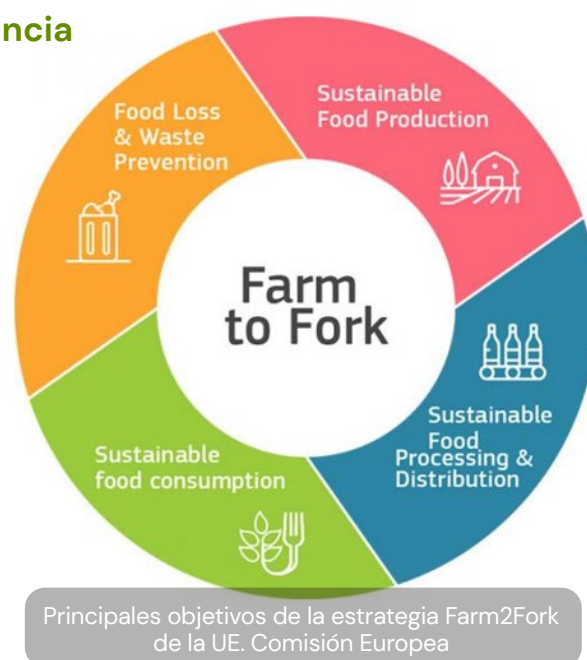 ncia
Food Loss
& Waste
Prevention
Sustainable
Food Production
Farm
to Fork
Sustainable
Food
Processing &
Distribution
Sustainable
food consumption
Principales objetivos de la estrategia Farm2Fork
de la UE. Comisión Europea